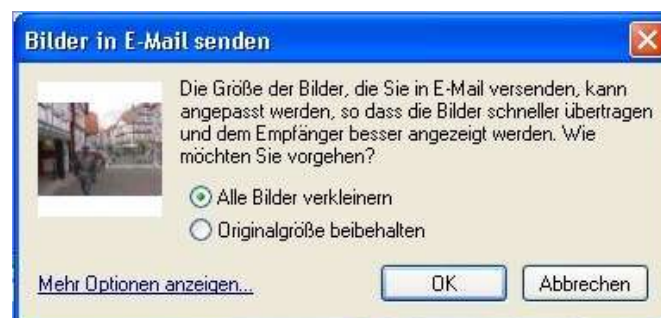 Bilder in E-Mail senden
Die Größe der Bilder, die Sie in E-Mail versenden, kann
angepasst werden, so dass die Bilder schneller übertragen
und dem Empfänger besser angezeigt werden. Wie
möchten Sie vorgehen?
Alle Bilder verkleinern
Originalgröße beibehalten
Mehr Optionen anzeigen...
OK
Abbrechen